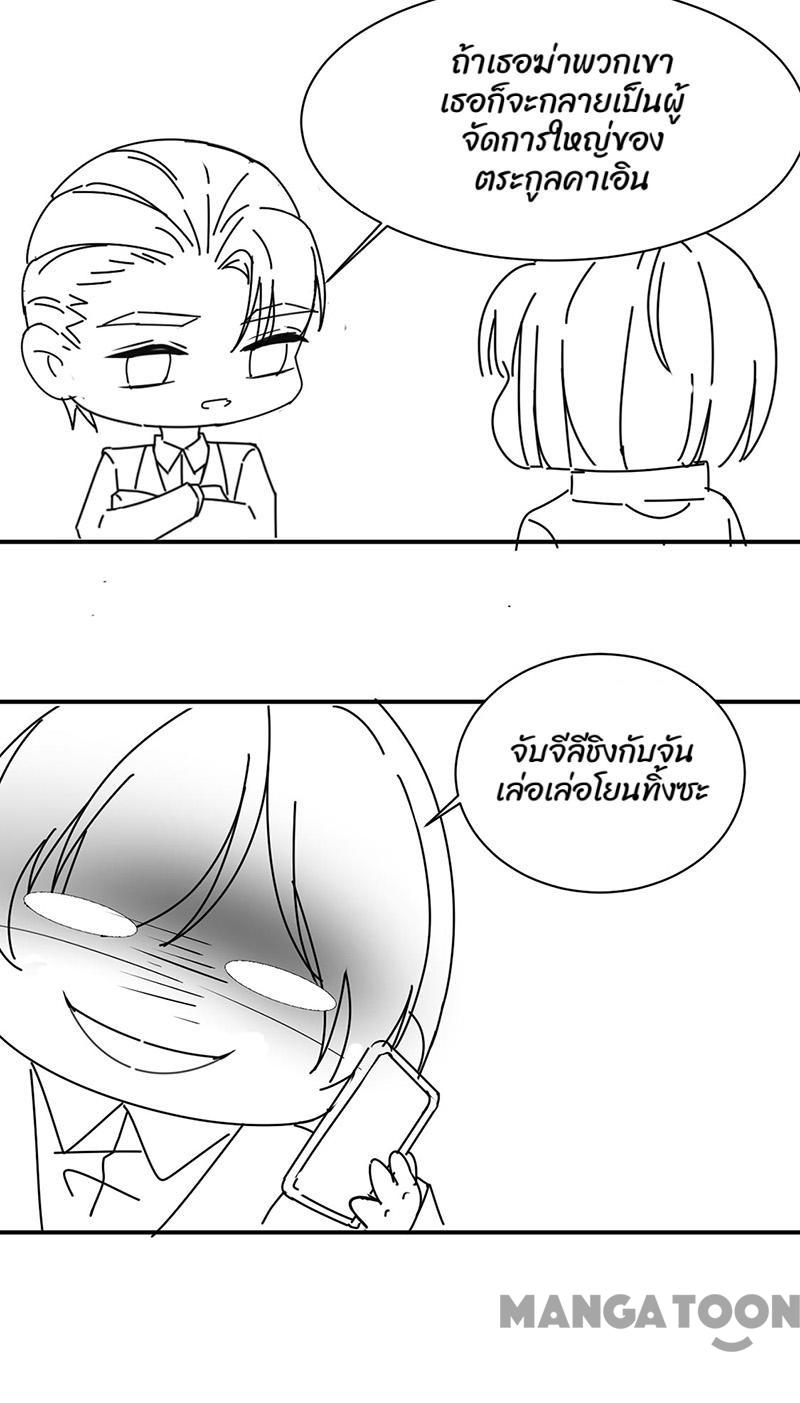 ถ้าเธอฆ่าพวกเขา
เธอก็จะกลายเป็นผู้
จัดการใหญ่ของ
ตระกูลคาเอิน
จับจีลีชิงกับจัน
เล่อเล่อโยนทิ้งซะ
MANGATOON